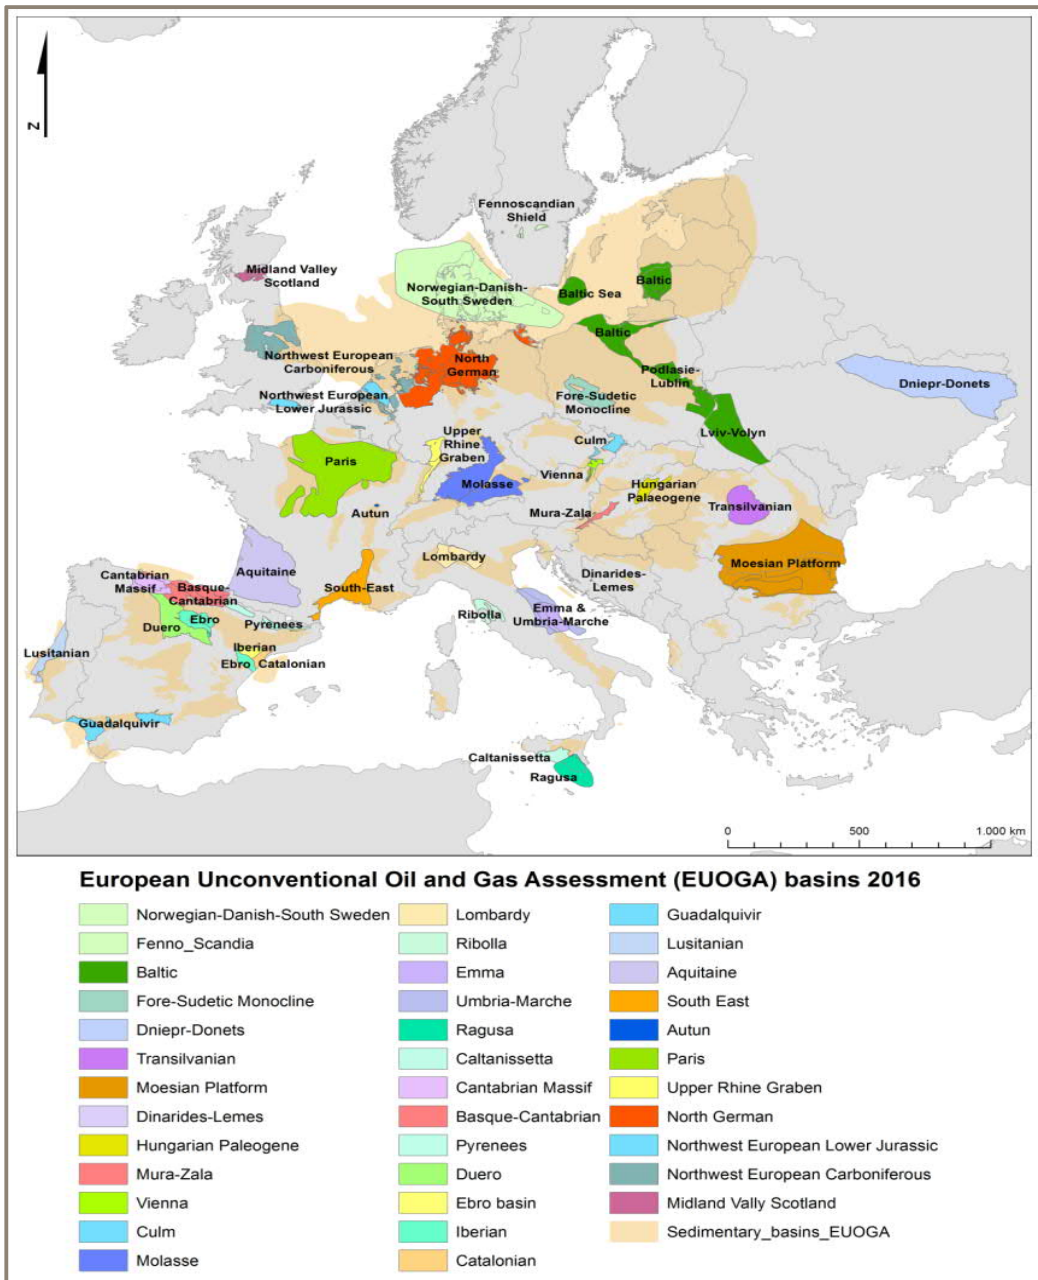 N
Fennoscandian
Shield
Midland Valley
Scotland
Norwegian-Danish-
South Sweden
Baltic Sea
Baltic
Baltic
Northwest European
Carboniferous
North
German
Podlasie-
Lublin
Dniepr-Donets
Northwest European
Lower Jurassic
Fore-Sudetic
Monocline
Lviv-Volyn
Upper
Rhine
Graben
Culm
Paris
Vienna
Molasse
Hungarian
Palaeogene
Autun
Mura-Zala
Transilvanian
Lombardy
Moesian Platform
Aquitaine
Cantabrian
Massif
Basque-
Cantabrian
South-East
Dinarides-
Lemes
Ribolla
Emma &
Umbria-Marche
Duero
Ebro
Pyrenees
Lusitanian
Iberian
Ebro
Catalonian
Guadalquivir
Caltanissetta
Ragusa
0 500 1.000 km
European Unconventional Oil and Gas Assessment (EUOGA) basins 2016
Norwegian-Danish-South Sweden
Fenno_Scandia
Baltic
Fore-Sudetic Monocline
Dniepr-Donets
Transilvanian
Moesian Platform
Dinarides-Lemes
Hungarian Paleogene
Mura-Zala
Vienna
Culm
Molasse
Lombardy
Ribolla
Emma
Umbria-Marche
Ragusa
Caltanissetta
Cantabrian Massif
Basque-Cantabrian
Pyrenees
Duero
Ebro basin
Iberian
Catalonian
Guadalquivir
Lusitanian
Aquitaine
South East
Autun
Paris
Upper Rhine Graben
North German
Northwest European Lower Jurassic
Northwest European Carboniferous
Midland Vally Scotland
Sedimentary_basins_EUOGA